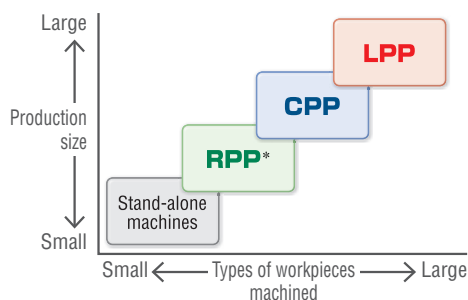 Large
LPP
CPP
Production
size
RPP*
Stand-alone
machines
Small
Small
Types of workpieces
machined
Large